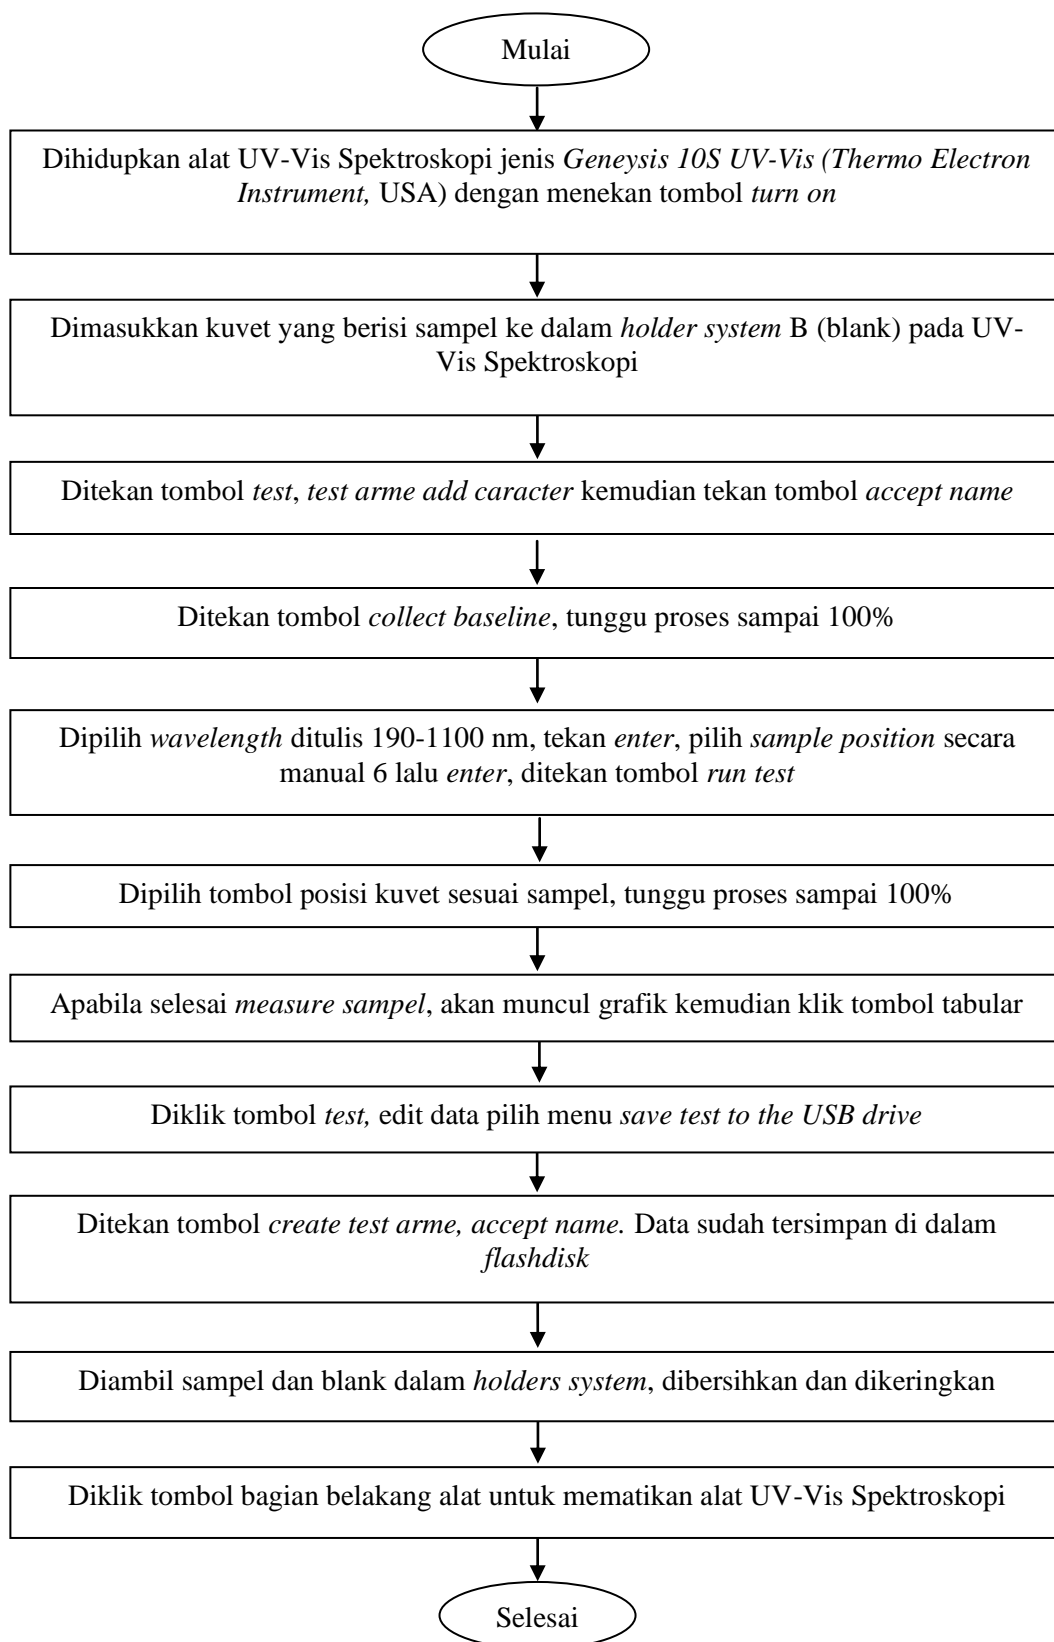 Mulai
Dihidupkan alat UV-Vis Spektroskopi jenis Geneysis 10S UV-Vis (Thermo Electron
Instrument, USA) dengan menekan tombol turn on
Dimasukkan kuvet yang berisi sampel ke dalam holder system B (blank) pada UV-
Vis Spektroskopi
Ditekan tombol test, test arme add caracter kemudian tekan tombol accept name
Ditekan tombol collect baseline, tunggu proses sampai 100%
Dipilih wavelength ditulis 190-1100 nm, tekan enter, pilih sample position secara
manual 6 lalu enter, ditekan tombol run test
Dipilih tombol posisi kuvet sesuai sampel, tunggu proses sampai 100%
Apabila selesai measure sampel, akan muncul grafik kemudian klik tombol tabular
Diklik tombol test, edit data pilih menu save test to the USB drive
Ditekan tombol create test arme, accept name. Data sudah tersimpan di dalam
flashdisk
Diambil sampel dan blank dalam holders system, dibersihkan dan dikeringkan
Diklik tombol bagian belakang alat untuk mematikan alat UV-Vis Spektroskopi
Selesai